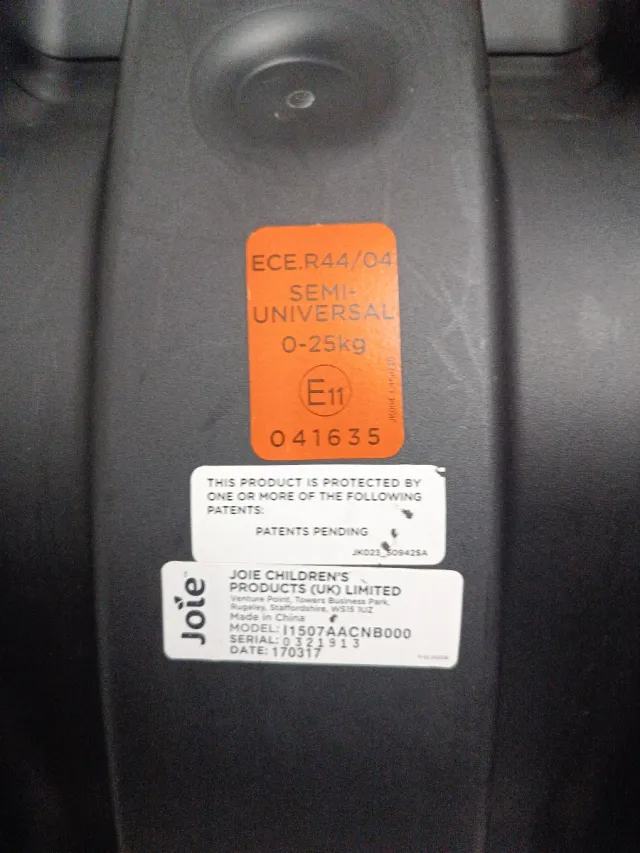 ECE.R44/04
SEMI-
UNIVERSAL
0-25kg
E11
041635
THIS PRODUCT IS PROTECTED BY
ONE OR MORE OF THE FOLLOWING
PATENTS:
PATENTS PENDING
JK023_50942SA
Joie
JOIE CHILDREN'S
PRODUCTS (UK) LIMITED
Venture Point, Towers Business Park,
Rugeley, Staffordshire, WS15 1UZ
Made in China
MODEL: I1507AACNB000
SERIAL: 0321913
DATE: 170317